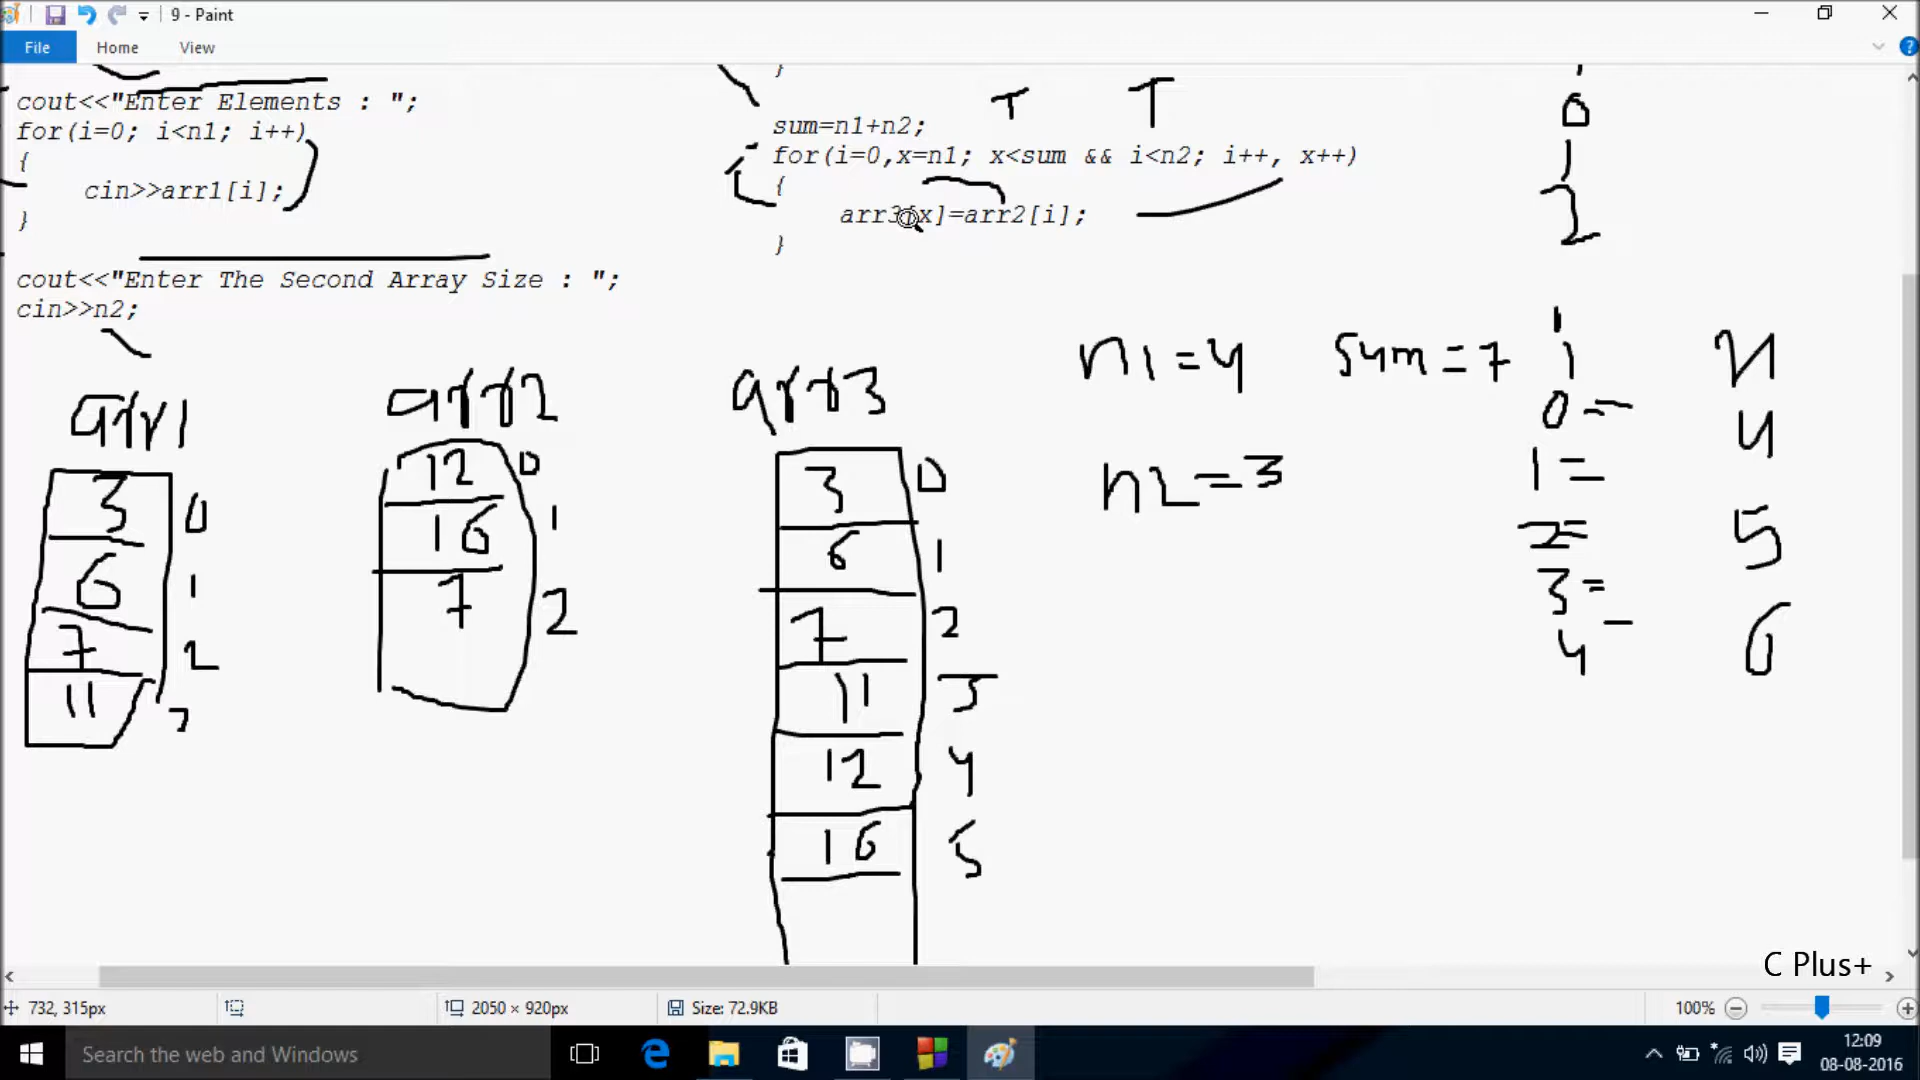 9 - Paint
File Home View
}
cout<<"Enter Elements : ";
for(i=0; i<n1; i++)
{
cin>>arr1[i];
}
cout<<"Enter The Second Array Size : ";
cin>>n2;
T T
sum=n1+n2;
for(i=0,x=n1; x<sum && i<n2; i++, x++)
{
arr3[x]=arr2[i];
}
0
1
2
arr1
3 0
6 1
7 2
11
arr2
12 0
16 1
7 2
arr3
3 0
6 1
7 2
11 3
12 4
16 5
n1=4 sum=7
n2=3
i
0=
1=
2=
3=
4
x
4
5
6
C Plus+
732, 315px 2050 × 920px Size: 72.9KB 100%
Search the web and Windows
12:09
08-08-2016